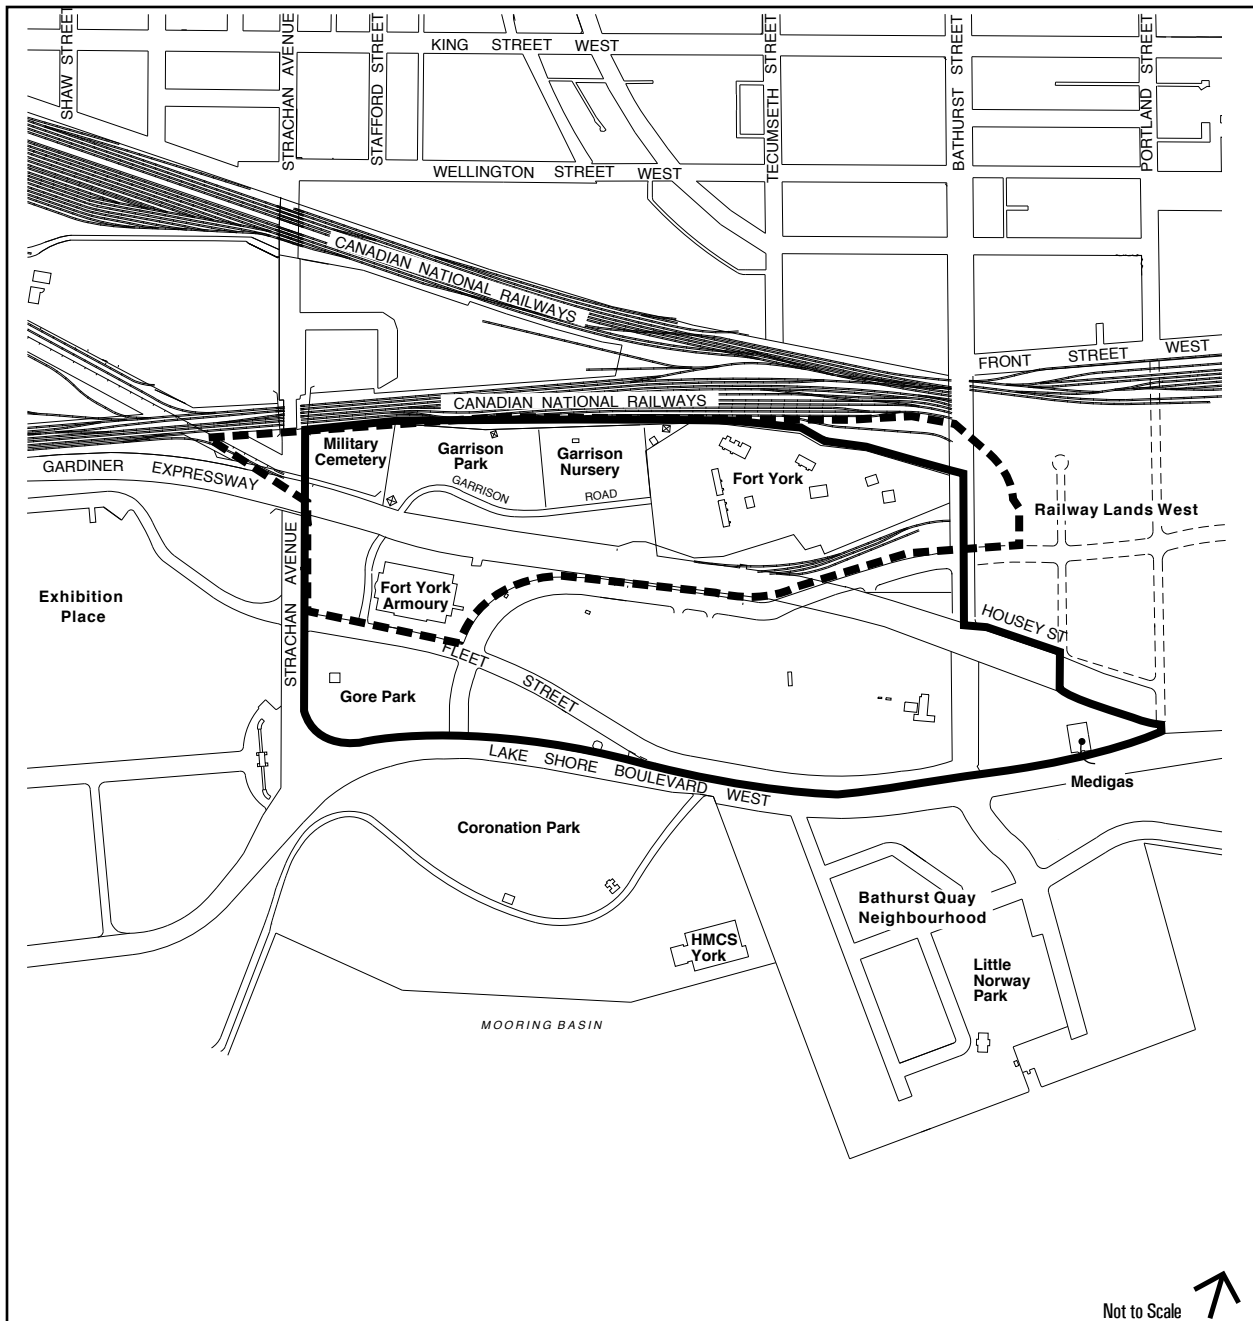 SHAW STREET
STRACHAN AVENUE
STAFFORD STREET
KING STREET WEST
TECUMSETH STREET
BATHURST STREET
PORTLAND STREET
WELLINGTON STREET WEST
CANADIAN NATIONAL RAILWAYS
FRONT STREET WEST
CANADIAN NATIONAL RAILWAYS
Military
Cemetery
Garrison
Park
Garrison
Nursery
Fort York
GARDINER EXPRESSWAY
GARRISON ROAD
Railway Lands West
STRACHAN AVENUE
Fort York
Armoury
Exhibition
Place
HOUSEY ST
FLEET STREET
Gore Park
LAKE SHORE BOULEVARD WEST
Medigas
Coronation Park
Bathurst Quay
Neighbourhood
HMCS
York
Little
Norway
Park
MOORING BASIN
Not to Scale